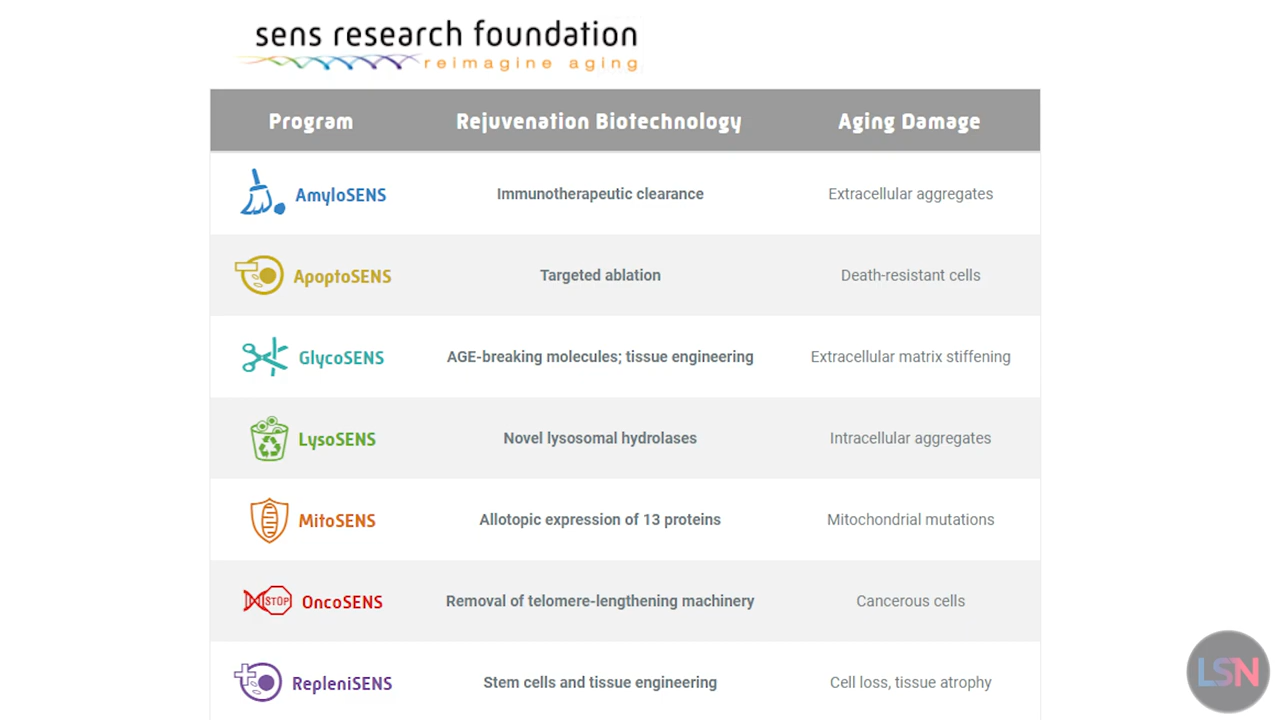 sens research foundation
reimagine aging
Program Rejuvenation Biotechnology Aging Damage
AmyloSENS Immunotherapeutic clearance Extracellular aggregates
ApoptoSENS Targeted ablation Death-resistant cells
GlycoSENS AGE-breaking molecules; tissue engineering Extracellular matrix stiffening
LysoSENS Novel lysosomal hydrolases Intracellular aggregates
MitoSENS Allotopic expression of 13 proteins Mitochondrial mutations
STOP OncoSENS Removal of telomere-lengthening machinery Cancerous cells
RepleniSENS Stem cells and tissue engineering Cell loss, tissue atrophy
LSN